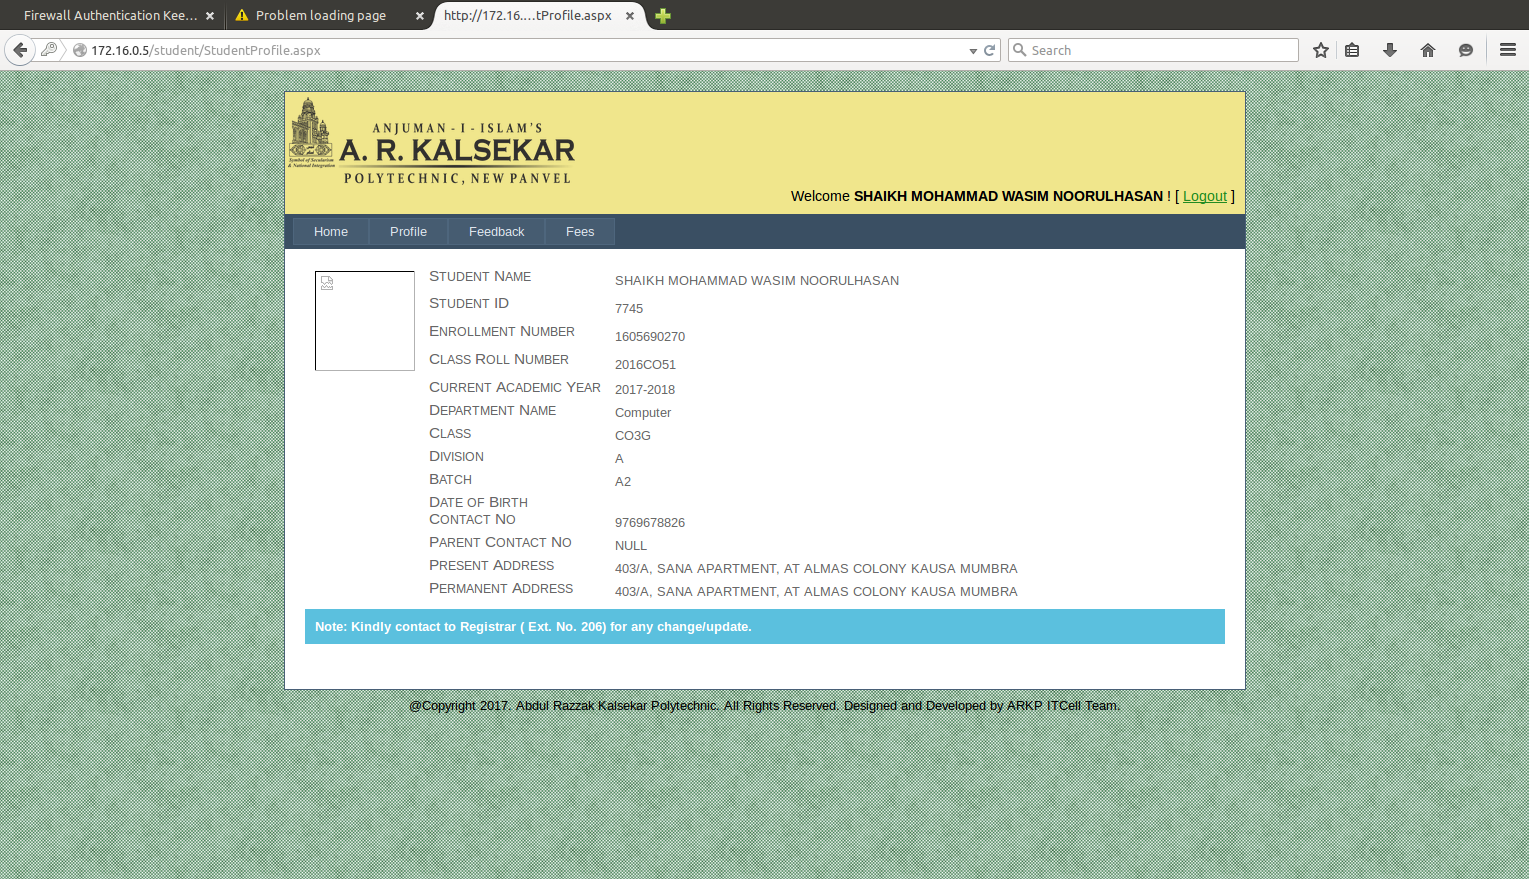 Firewall Authentication Kee...
Problem loading page
http://172.16....tProfile.aspx
172.16.0.5/student/StudentProfile.aspx
Search
ANJUMAN - I - ISLAM'S
A. R. KALSEKAR
POLYTECHNIC, NEW PANVEL
Symbol of Secularism
& National Integration
Welcome SHAIKH MOHAMMAD WASIM NOORULHASAN ! [ Logout ]
Home Profile Feedback Fees
STUDENT NAME SHAIKH MOHAMMAD WASIM NOORULHASAN
STUDENT ID 7745
ENROLLMENT NUMBER 1605690270
CLASS ROLL NUMBER 2016CO51
CURRENT ACADEMIC YEAR 2017-2018
DEPARTMENT NAME Computer
CLASS CO3G
DIVISION A
BATCH A2
DATE OF BIRTH
CONTACT NO 9769678826
PARENT CONTACT NO NULL
PRESENT ADDRESS 403/A, SANA APARTMENT, AT ALMAS COLONY KAUSA MUMBRA
PERMANENT ADDRESS 403/A, SANA APARTMENT, AT ALMAS COLONY KAUSA MUMBRA
Note: Kindly contact to Registrar ( Ext. No. 206) for any change/update.
@Copyright 2017. Abdul Razzak Kalsekar Polytechnic. All Rights Reserved. Designed and Developed by ARKP ITCell Team.